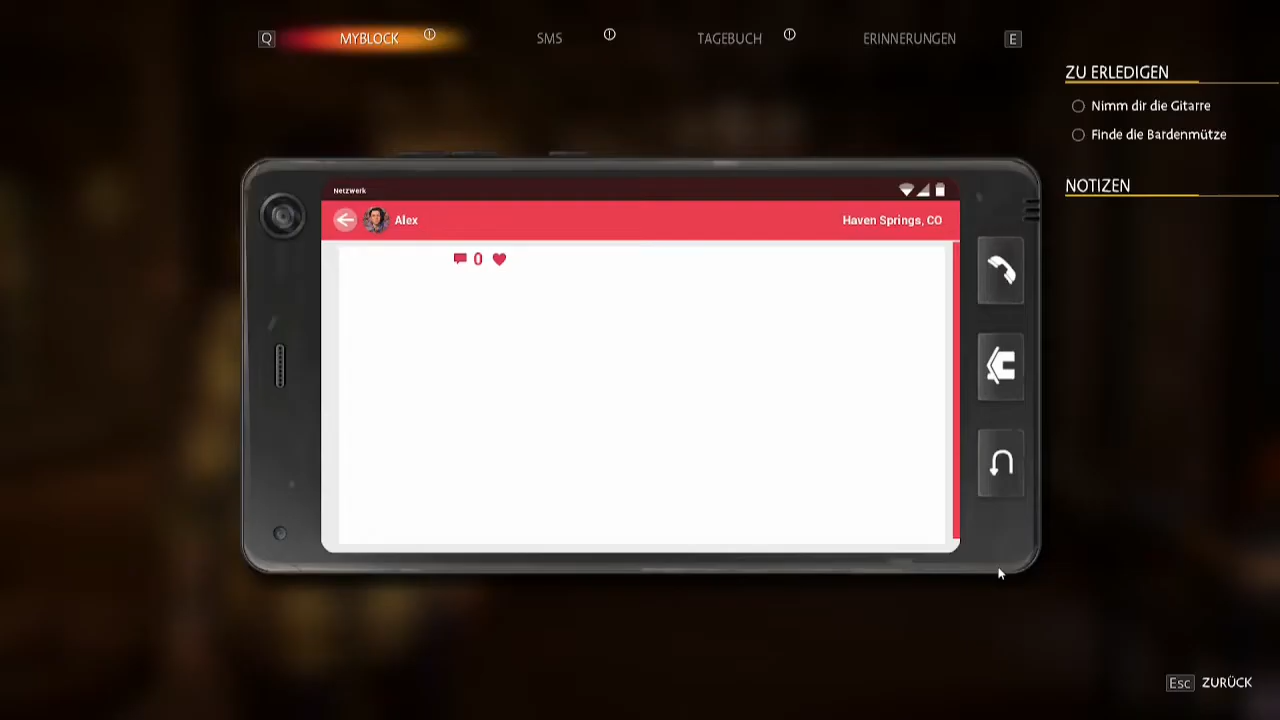 Q MYBLOCK SMS TAGEBUCH ERINNERUNGEN E
ZU ERLEDIGEN
Nimm dir die Gitarre
Finde die Bardenmütze
NOTIZEN
Netzwerk
Alex Haven Springs, CO
0
Esc ZURÜCK